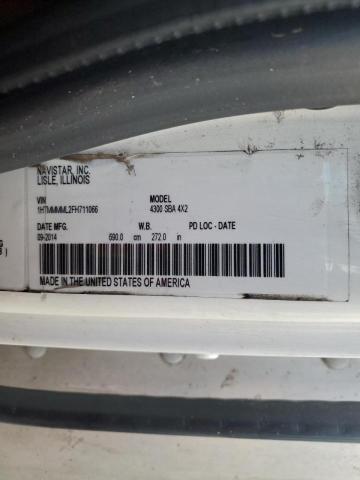 NAVISTAR, INC.
LISLE, ILLINOIS
VIN MODEL
1HTMMMML2FH711066 4300 SBA 4X2
DATE MFG. W.B. PD LOC - DATE
09-2014 690.0 cm 272.0 in
MADE IN THE UNITED STATES OF AMERICA